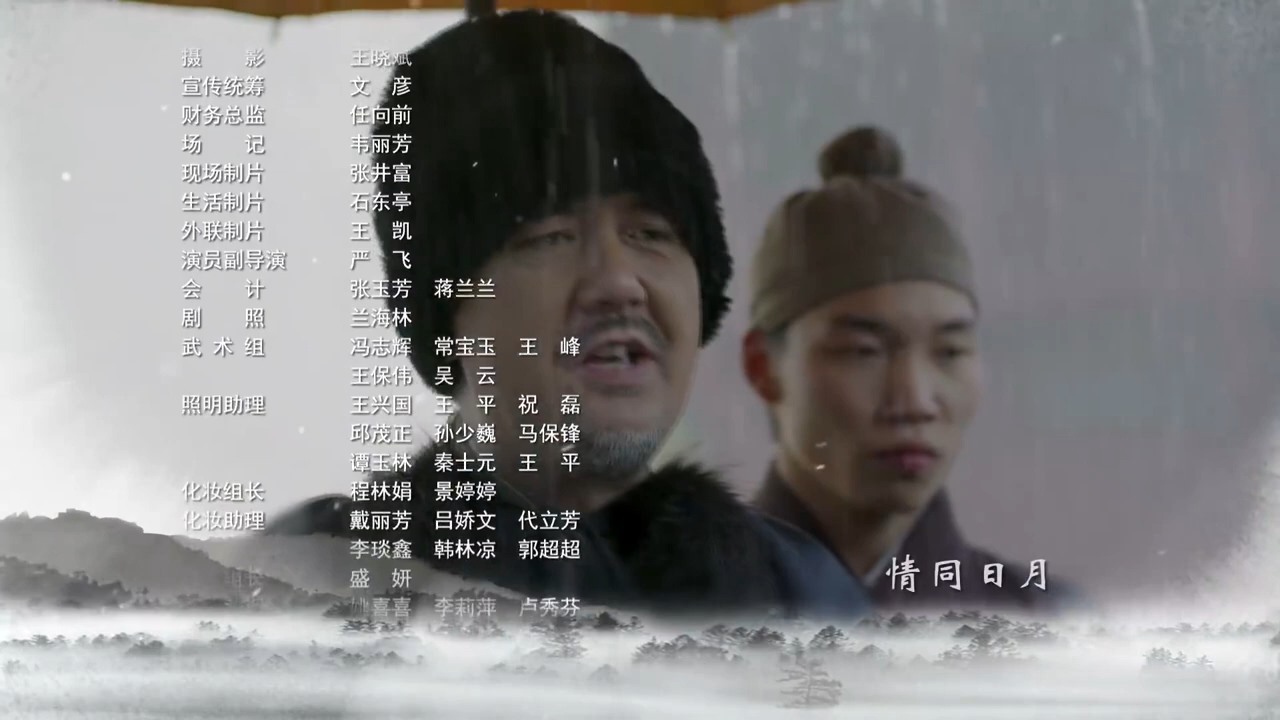 摄 影 王晓斌
宣传统筹 文 彦
财务总监 任向前
场 记 韦丽芳
现场制片 张井富
生活制片 石东亭
外联制片 王 凯
演员副导演 严 飞
会 计 张玉芳 蒋兰兰
剧 照 兰海林
武 术 组 冯志辉 常宝玉 王 峰
王保伟 吴 云
照明助理 王兴国 王 平 祝 磊
邱茂正 孙少巍 马保锋
谭玉林 秦士元 王 平
化妆组长 程林娟 景婷婷
化妆助理 戴丽芳 吕娇文 代立芳
李琰鑫 韩林凉 郭超超
盛 妍
姚喜喜 李莉萍 卢秀芬
情同日月